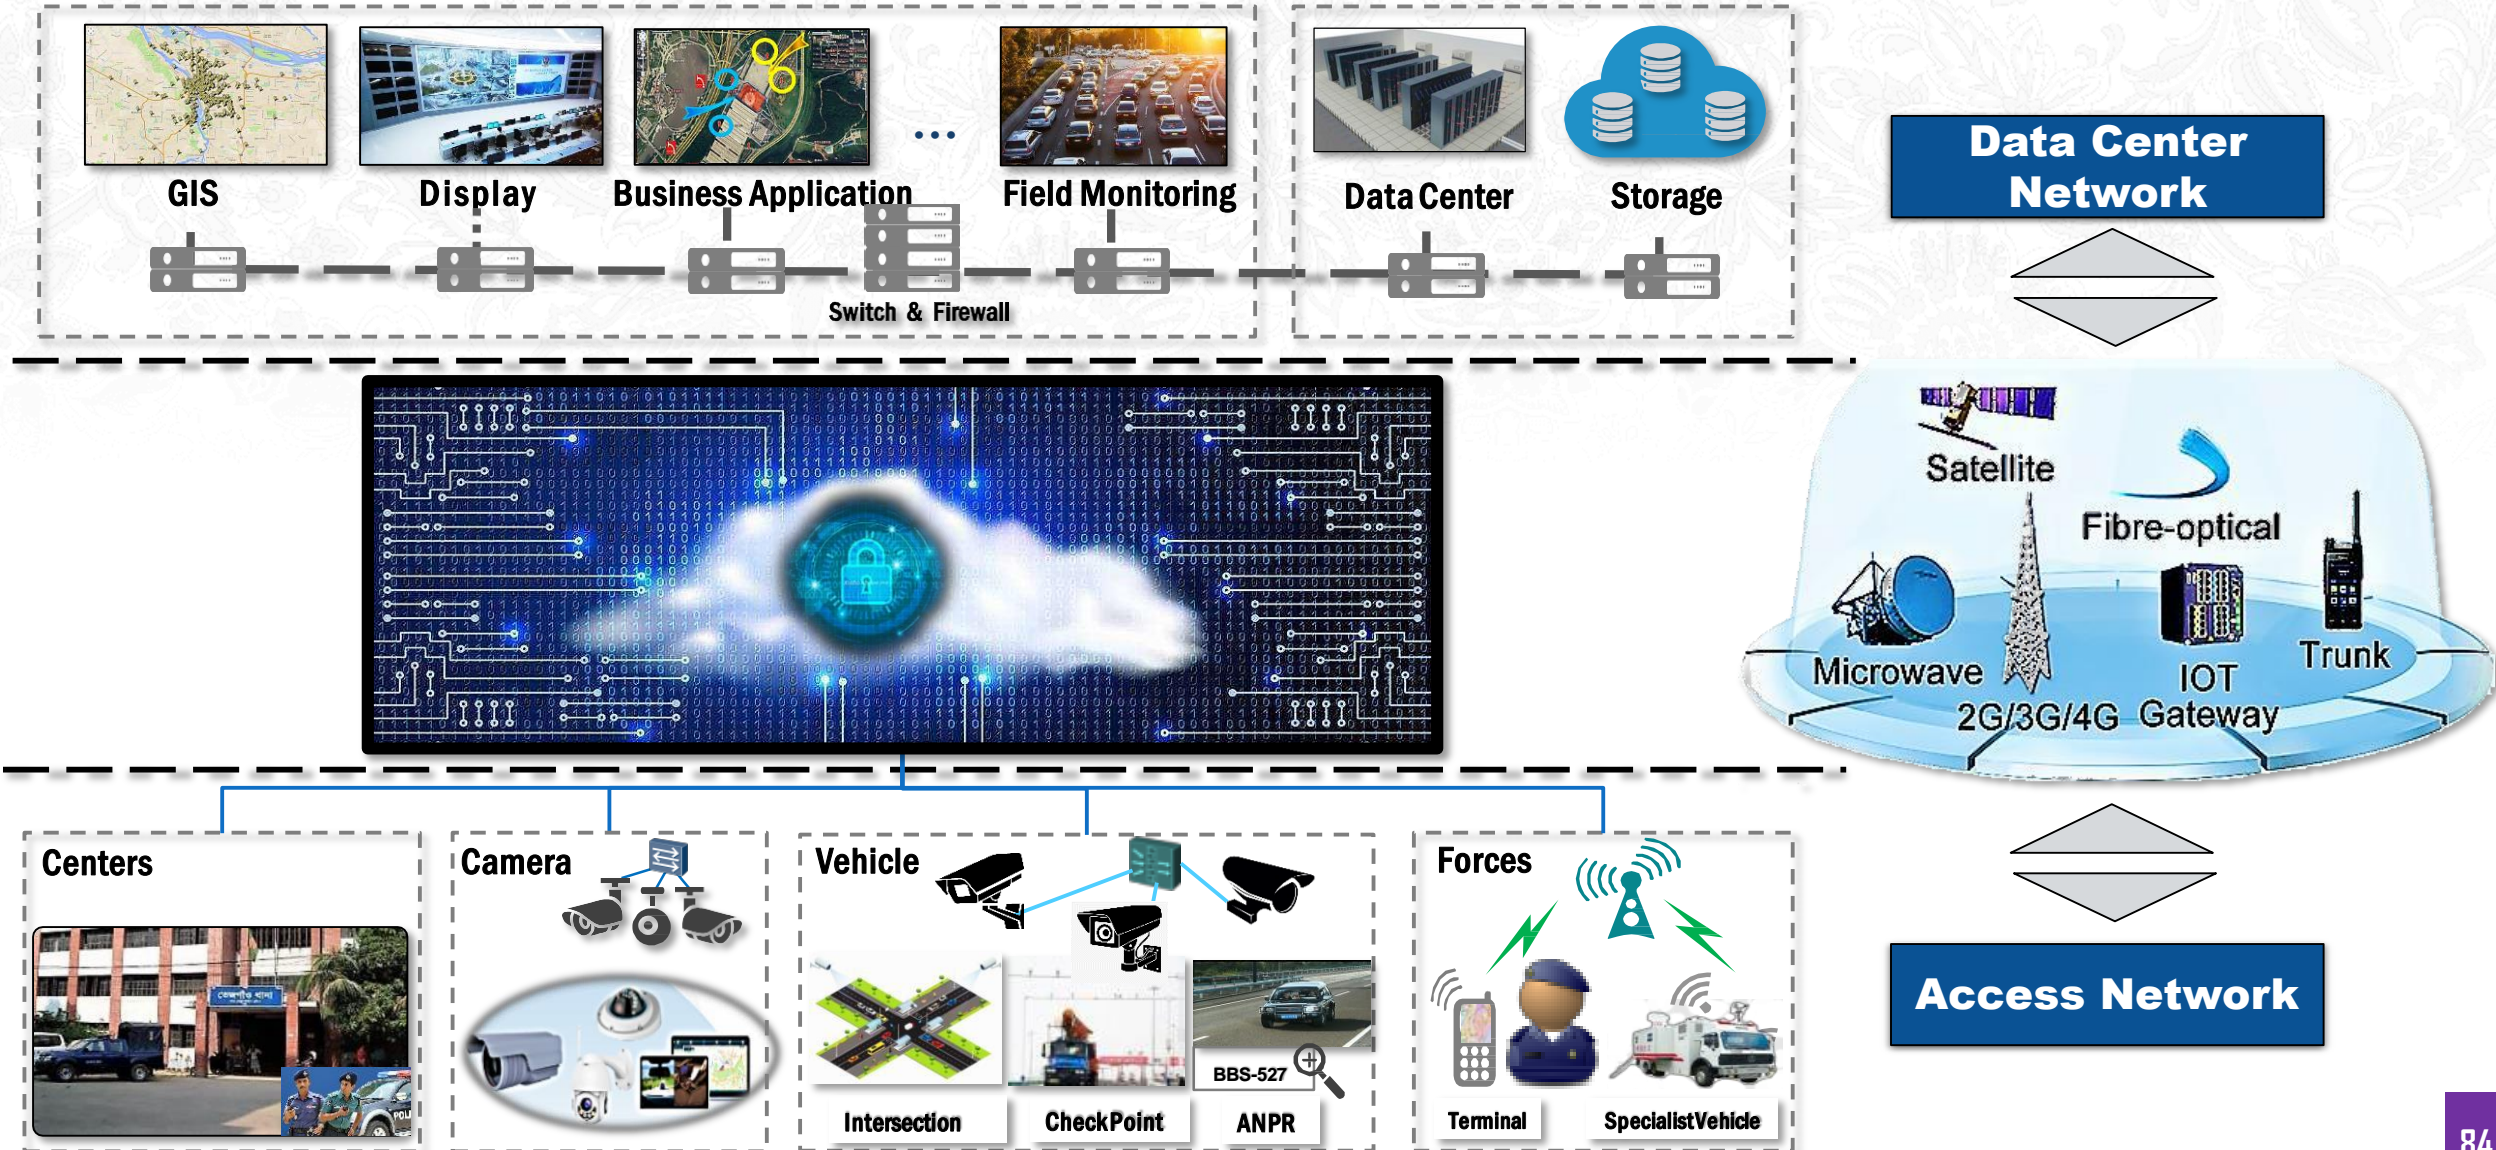 GIS
Display
Business Application
...
Field Monitoring
Data Center
Storage
Switch & Firewall
Data Center
Network
Satellite
Fibre-optical
Microwave
2G/3G/4G
IOT
Gateway
Trunk
Centers
তেজগাঁও থানা
Camera
Vehicle
BBS-527
Intersection
CheckPoint
ANPR
Forces
Terminal
SpecialistVehicle
Access Network
84